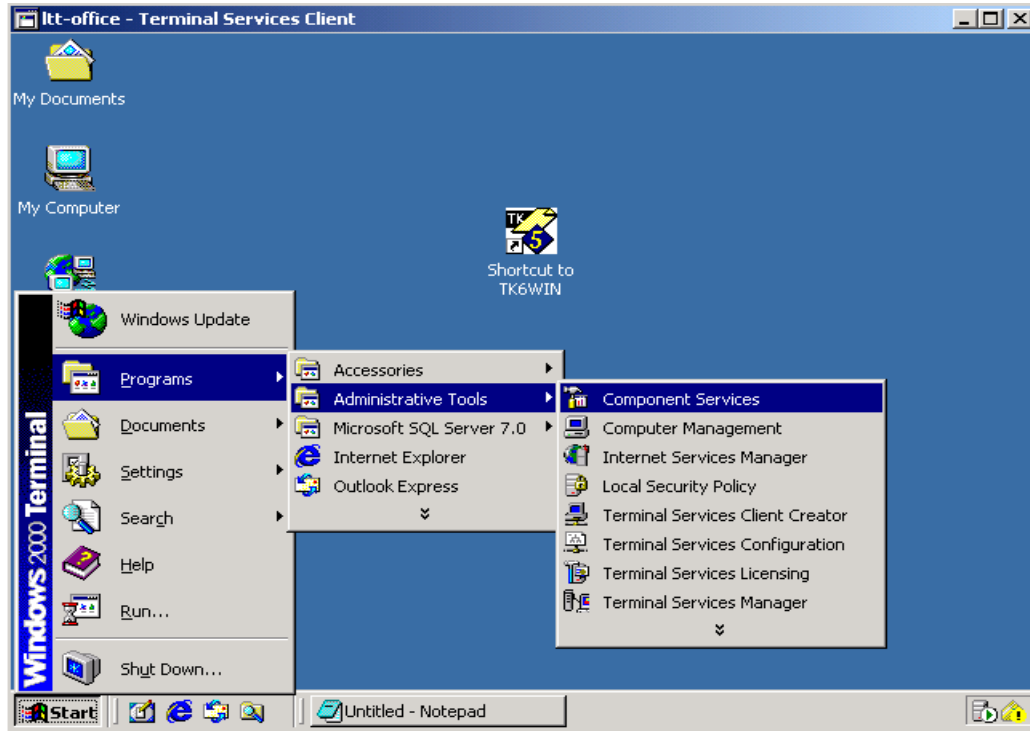 ltt-office - Terminal Services Client
My Documents
My Computer
TK
5
Shortcut to
TK6WIN
Windows Update
Programs
Documents
Settings
Search
Help
Run...
Shut Down...
Windows 2000 Terminal
Accessories
Administrative Tools
Microsoft SQL Server 7.0
Internet Explorer
Outlook Express
Component Services
Computer Management
Internet Services Manager
Local Security Policy
Terminal Services Client Creator
Terminal Services Configuration
Terminal Services Licensing
Terminal Services Manager
Start
Untitled - Notepad